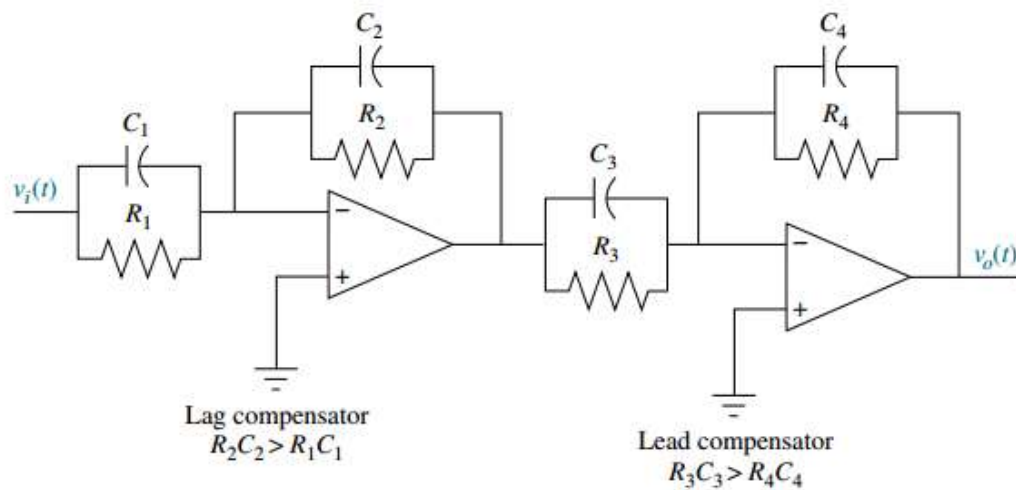 C₂
C₄
R₂
R₄
C₁
C₃
vᵢ(t)
R₁
−
R₃
−
vₒ(t)
+
+
Lag compensator
R₂C₂ > R₁C₁
Lead compensator
R₃C₃ > R₄C₄